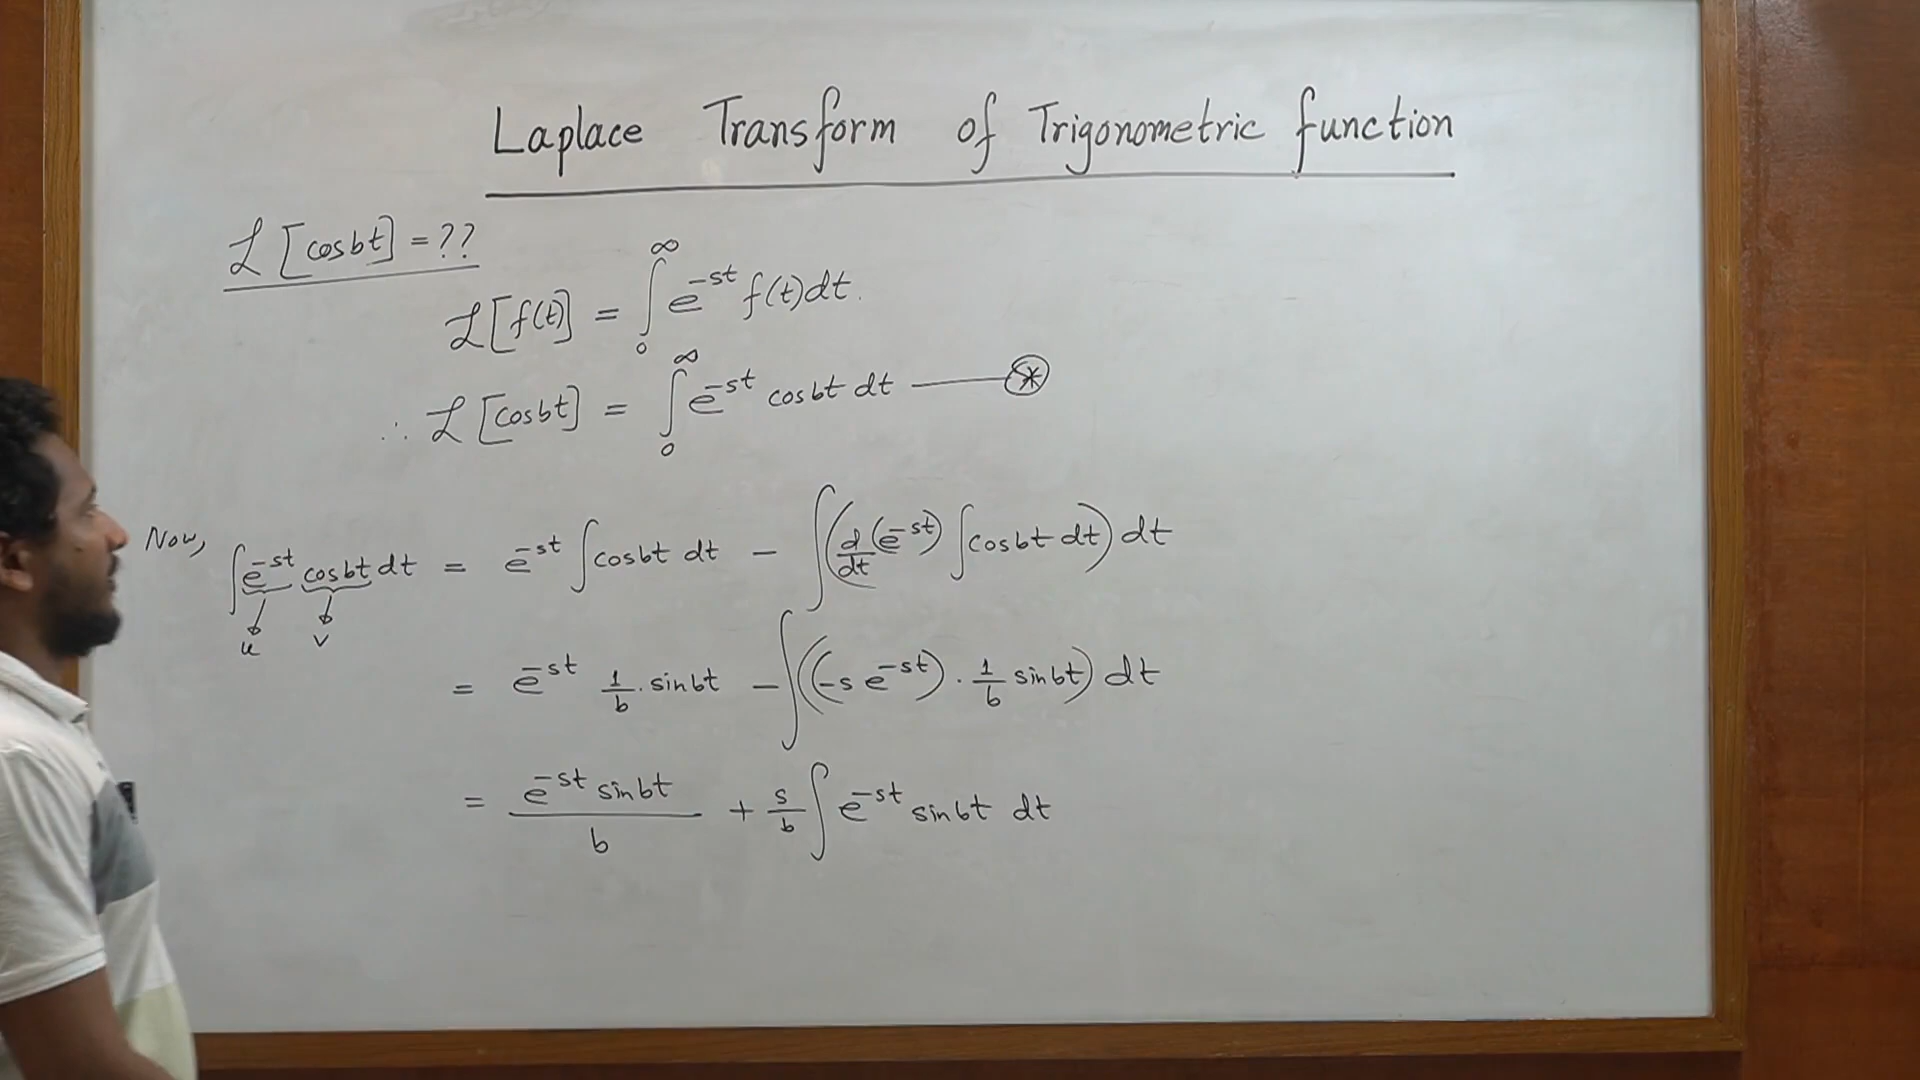 Laplace Transform of Trigonometric function
ℒ[cosbt] = ??
ℒ[f(t)] = ∫₀^∞ e^{-st} f(t)dt.
∴ ℒ[cosbt] = ∫₀^∞ e^{-st} cosbt dt —— ⊛
Now,
∫ e^{-st} cosbt dt = e^{-st} ∫cosbt dt − ∫(d/dt (e^{-st}) ∫cosbt dt) dt
u v
= e^{-st} 1/b . sinbt − ∫((-s e^{-st}) . 1/b sinbt) dt
= e^{-st} sinbt / b + s/b ∫ e^{-st} sinbt dt